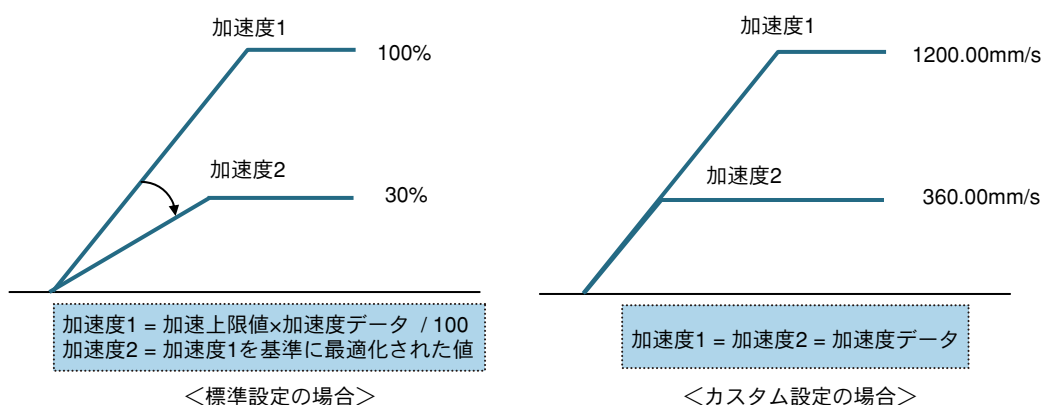 加速度1
100%
加速度2
30%
加速度1 = 加速上限値×加速度データ / 100
加速度2 = 加速度1を基準に最適化された値
＜標準設定の場合＞
加速度1
1200.00mm/s
加速度2
360.00mm/s
加速度1 = 加速度2 = 加速度データ
＜カスタム設定の場合＞